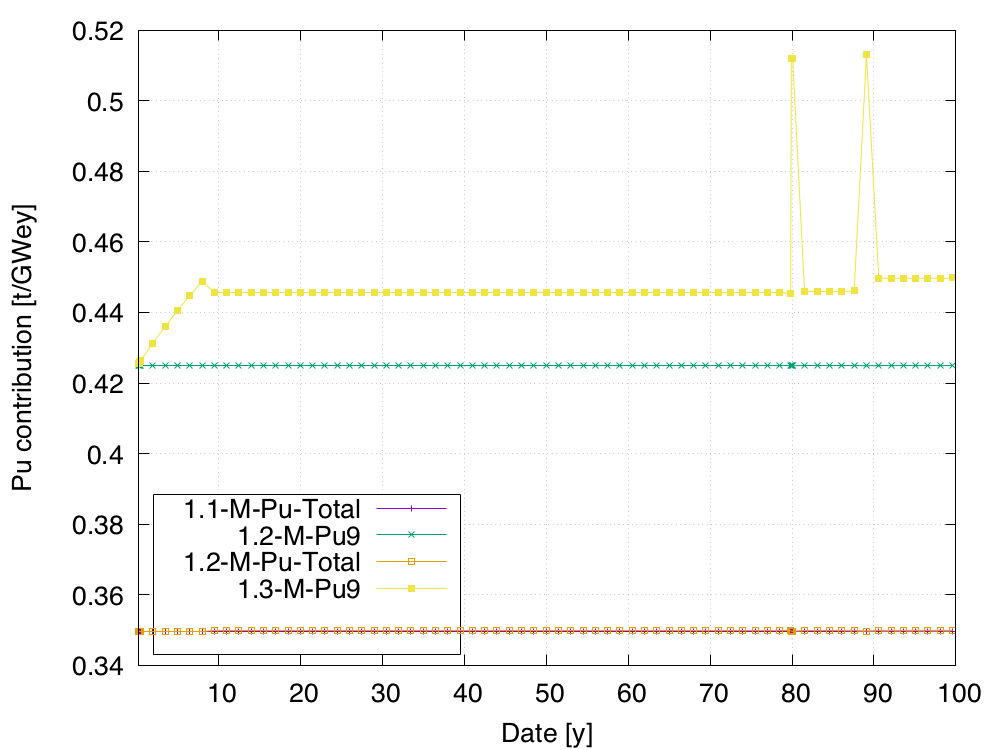 0.52
0.5
0.48
0.46
0.44
0.42
0.4
0.38
0.36
0.34
Pu contribution [t/GWey]
1.1-M-Pu-Total
1.2-M-Pu9
1.2-M-Pu-Total
1.3-M-Pu9
10 20 30 40 50 60 70 80 90 100
Date [y]